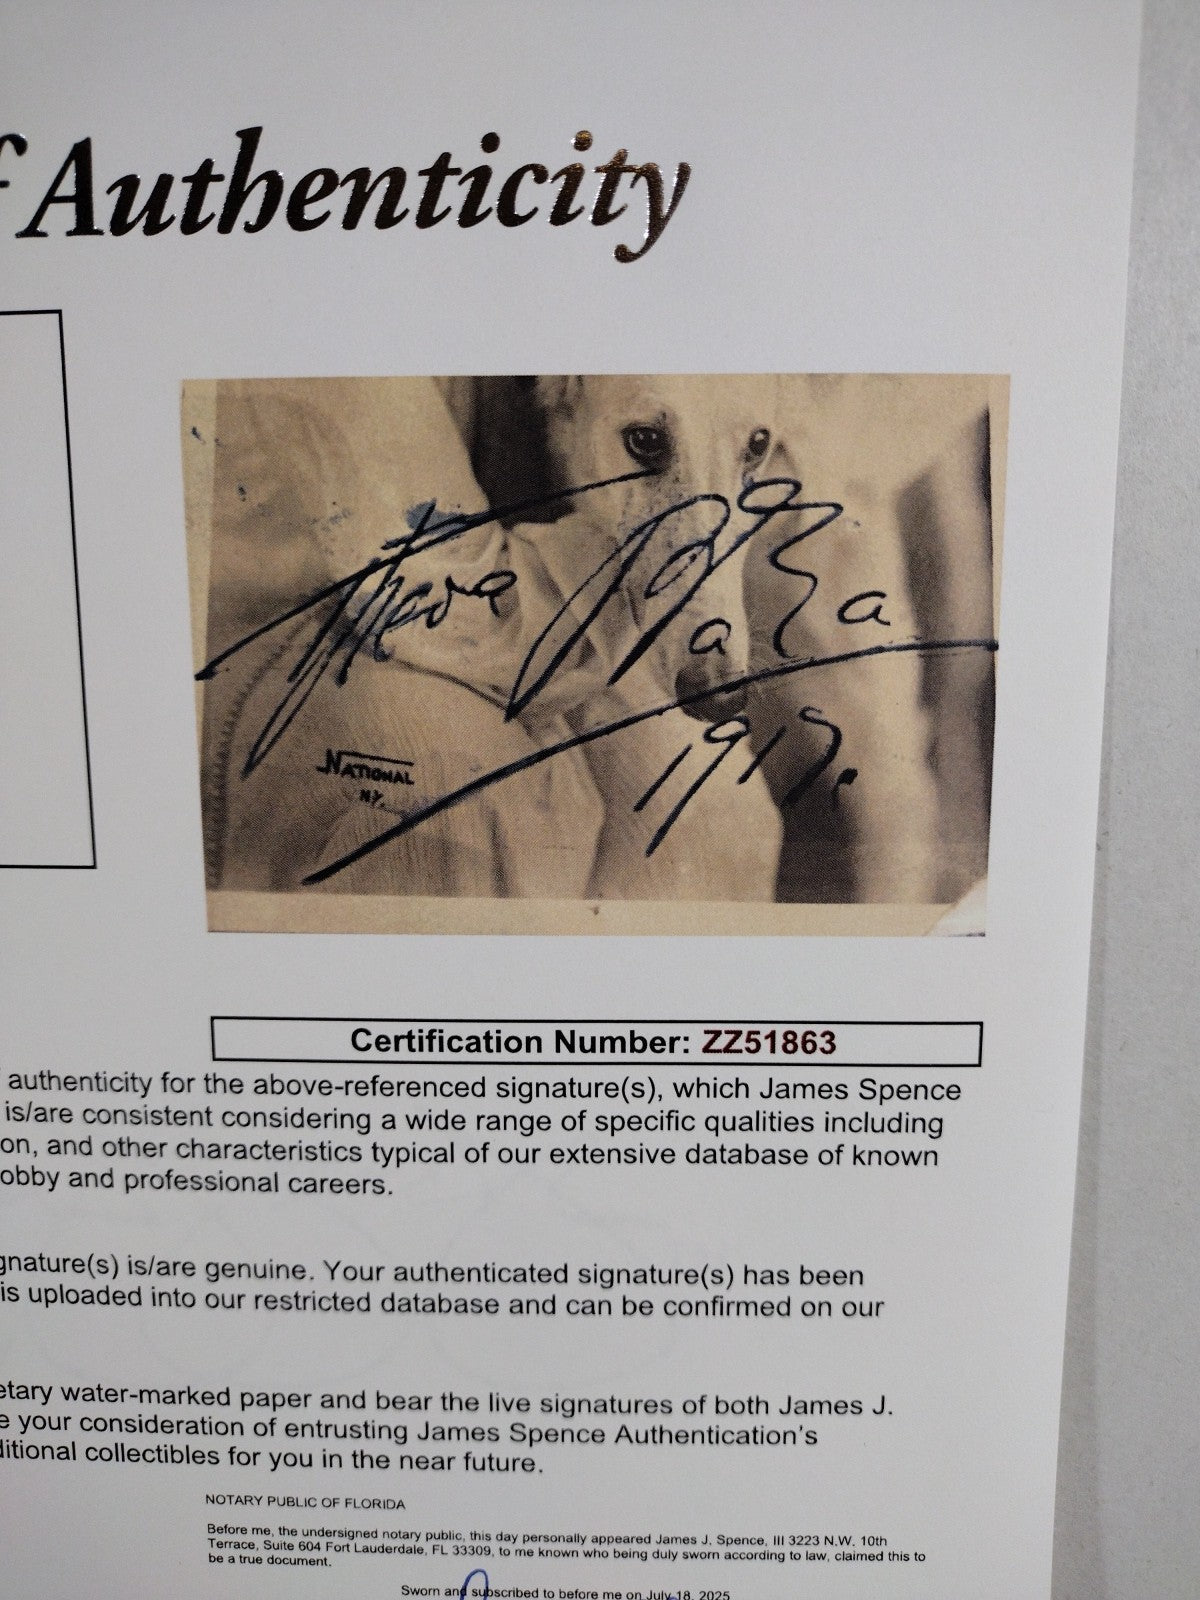 f Authenticity
Theda Bara
1917.
NATIONAL
N.Y.
Certification Number: ZZ51863
authenticity for the above-referenced signature(s), which James Spence
is/are consistent considering a wide range of specific qualities including
on, and other characteristics typical of our extensive database of known
obby and professional careers.
gnature(s) is/are genuine. Your authenticated signature(s) has been
is uploaded into our restricted database and can be confirmed on our
etary water-marked paper and bear the live signatures of both James J.
e your consideration of entrusting James Spence Authentication's
ditional collectibles for you in the near future.
NOTARY PUBLIC OF FLORIDA
Before me, the undersigned notary public, this day personally appeared James J. Spence, III 3223 N.W. 10th
Terrace, Suite 604 Fort Lauderdale, FL 33309, to me known who being duly sworn according to law, claimed this to
be a true document.
Sworn and subscribed to before me on July 18, 2025